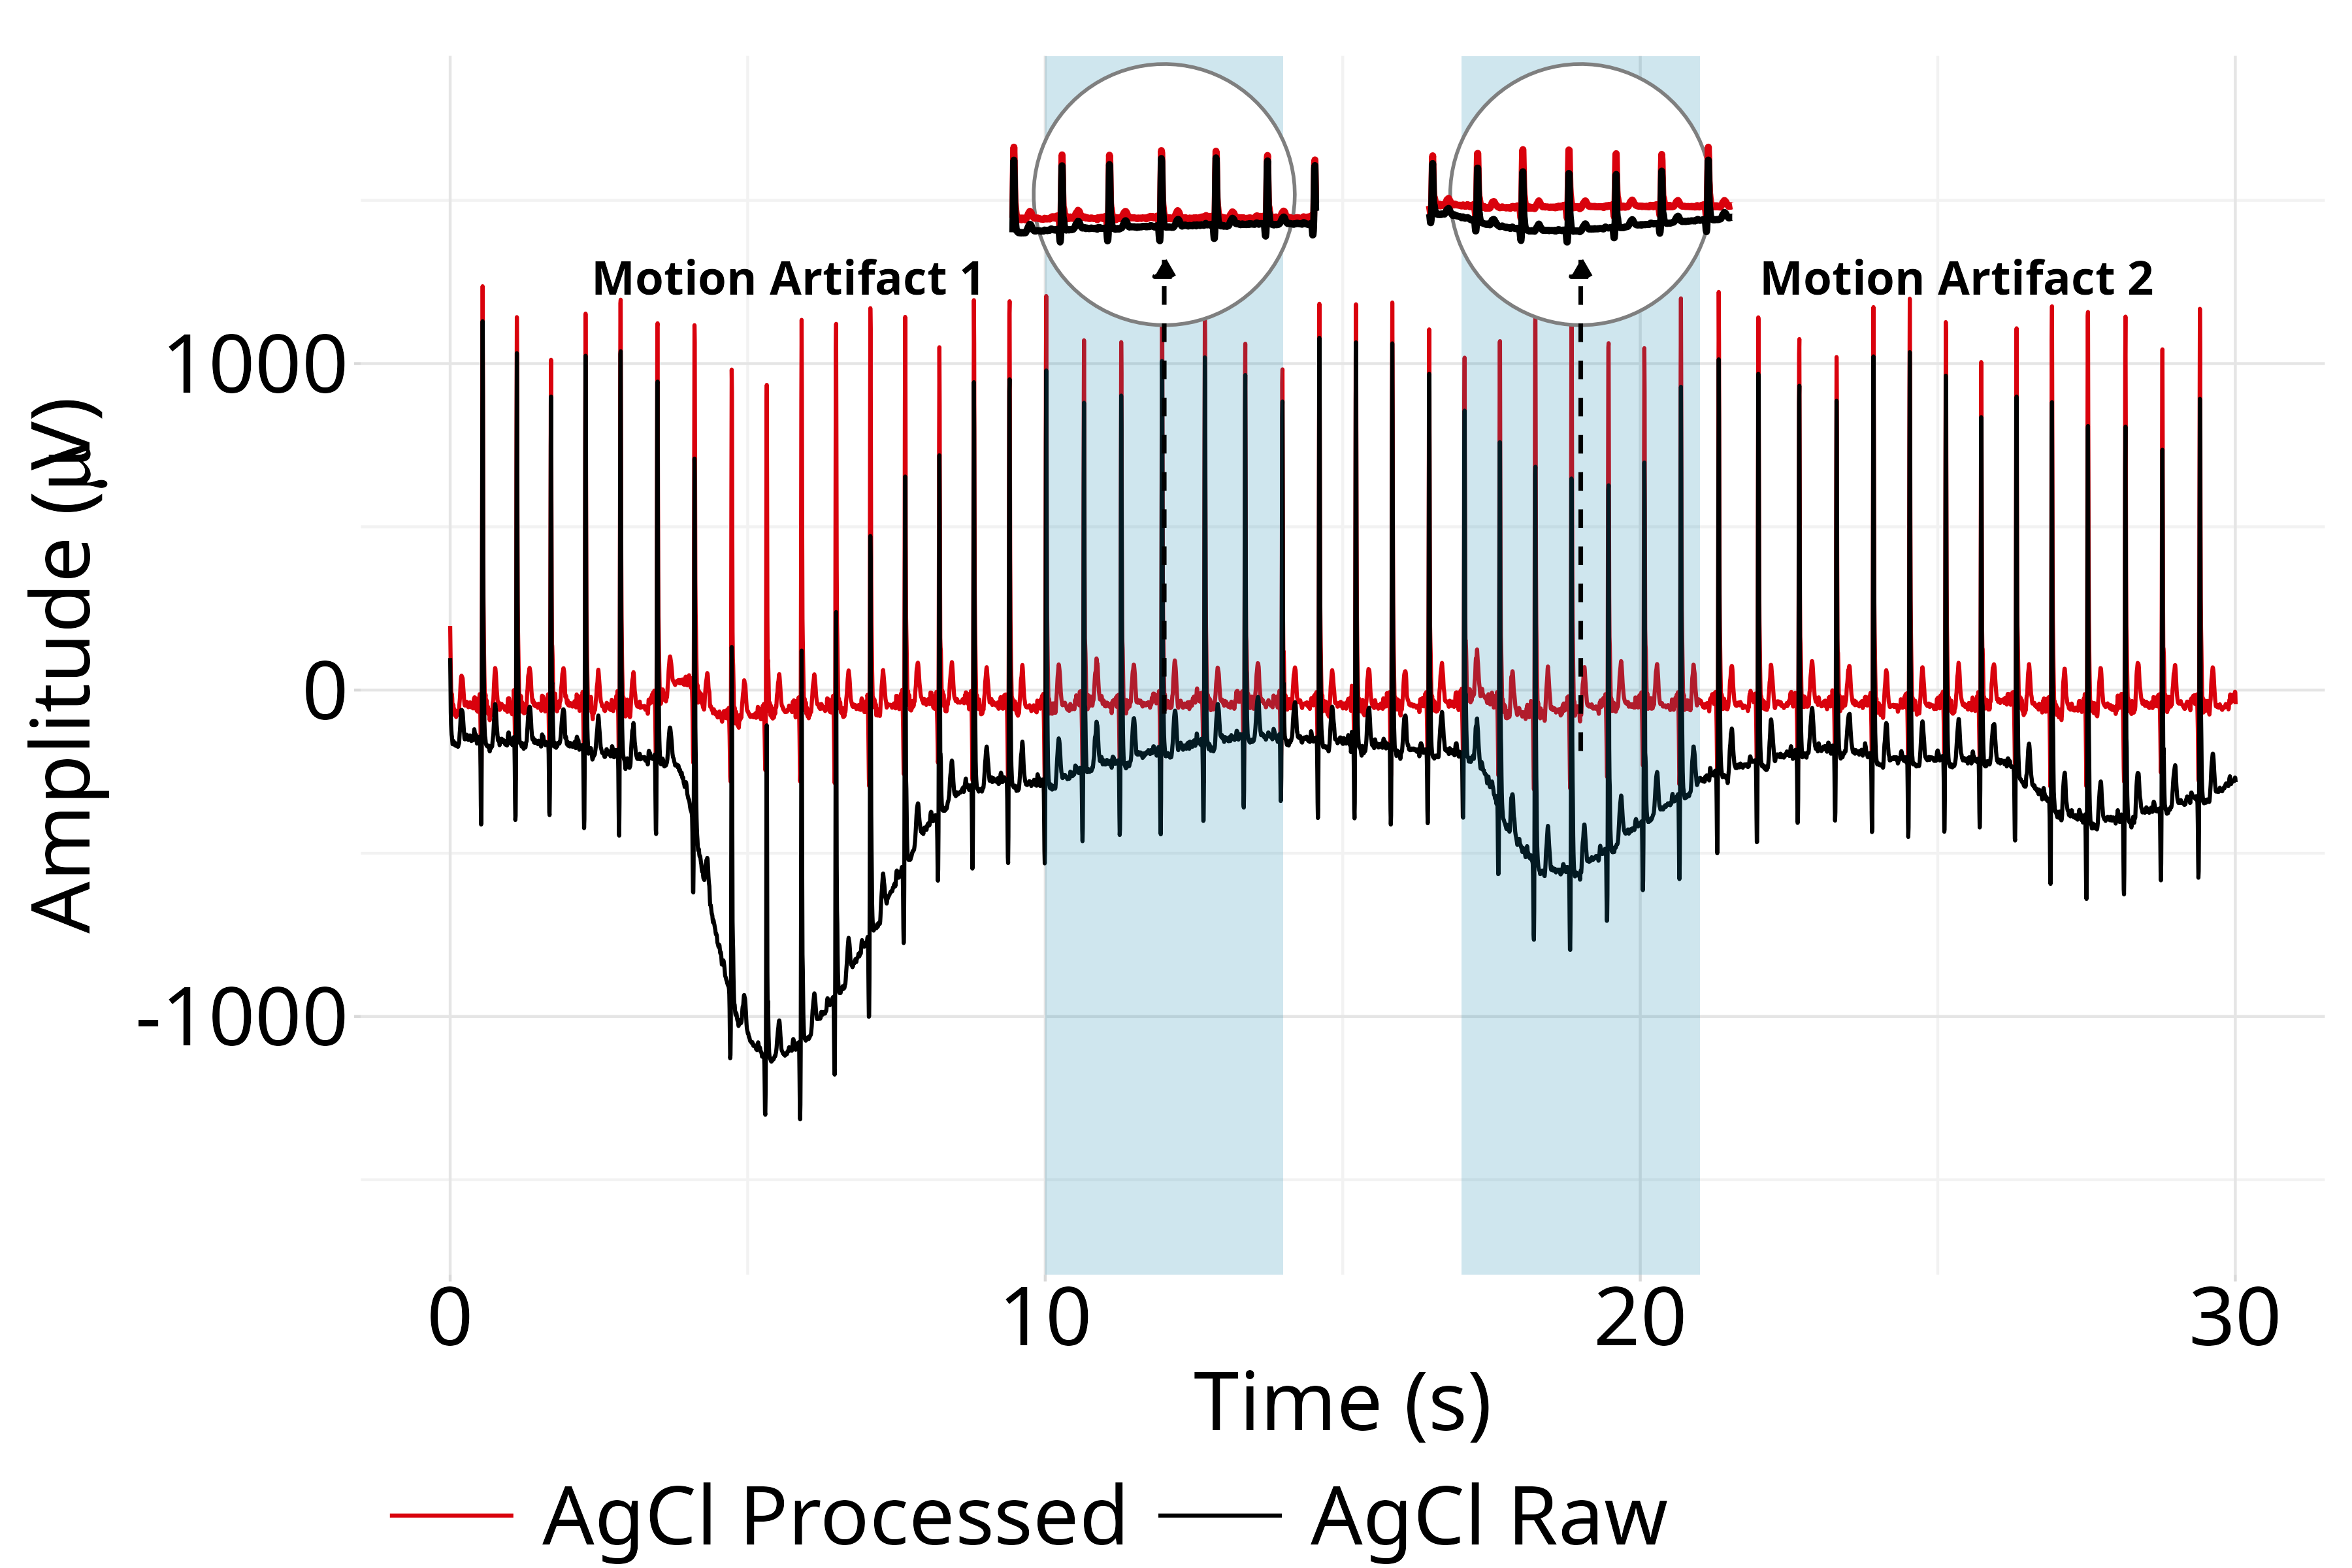 Motion Artifact 1
Motion Artifact 2
1000
0
-1000
Amplitude (µV)
0
10
20
30
Time (s)
AgCl Processed
AgCl Raw